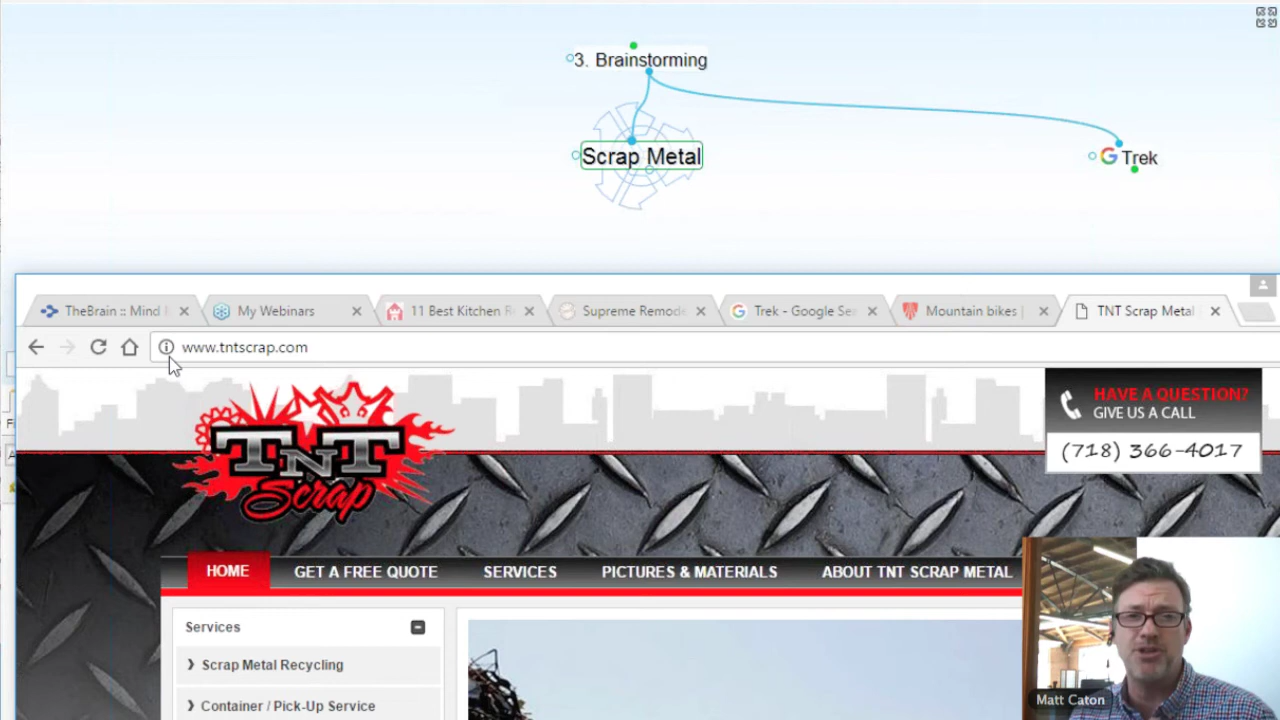 3. Brainstorming
Scrap Metal
Trek
TheBrain :: Mind
My Webinars
11 Best Kitchen R
Supreme Remod
Trek - Google Se
Mountain bikes |
TNT Scrap Metal
www.tntscrap.com
TNT
Scrap
HAVE A QUESTION?
GIVE US A CALL
(718) 366-4017
HOME
GET A FREE QUOTE
SERVICES
PICTURES & MATERIALS
ABOUT TNT SCRAP METAL
Services
Scrap Metal Recycling
Container / Pick-Up Service
Matt Caton